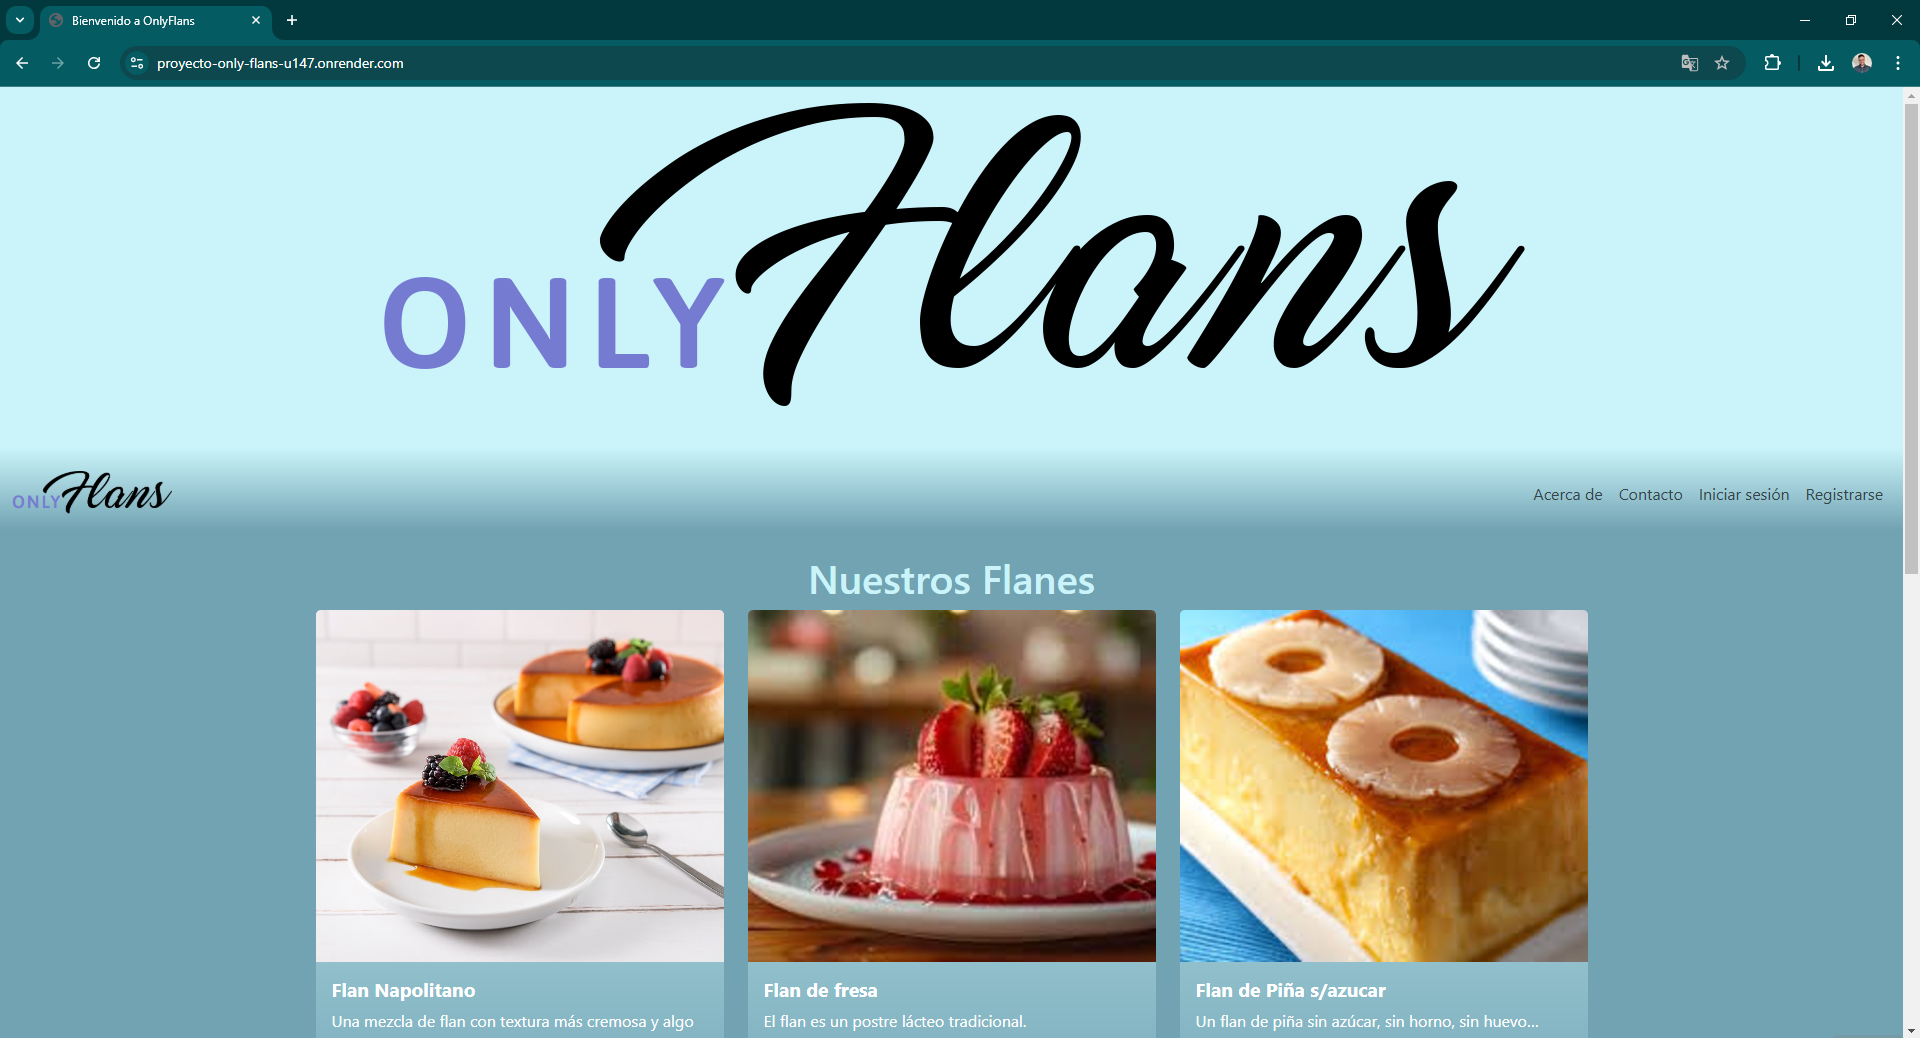 Bienvenido a OnlyFlans
proyecto-only-flans-u147.onrender.com
ONLY Flans
ONLY Flans
Acerca de Contacto Iniciar sesión Registrarse
Nuestros Flanes
Flan Napolitano
Una mezcla de flan con textura más cremosa y algo
Flan de fresa
El flan es un postre lácteo tradicional.
Flan de Piña s/azucar
Un flan de piña sin azúcar, sin horno, sin huevo...